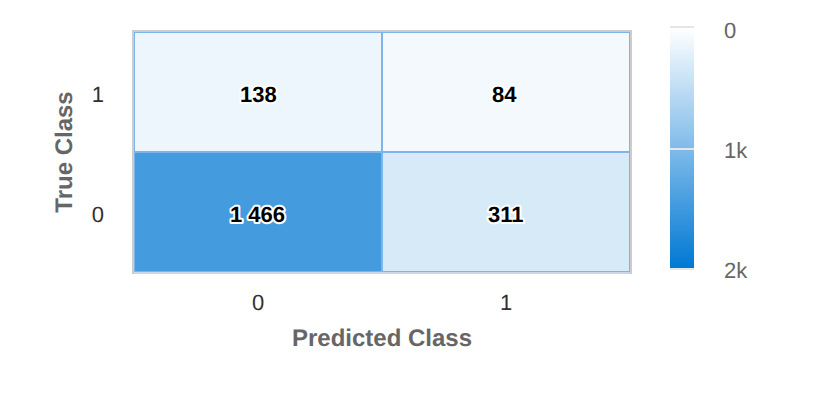 0
True Class
1
138
84
1k
0
1 466
311
2k
0
1
Predicted Class